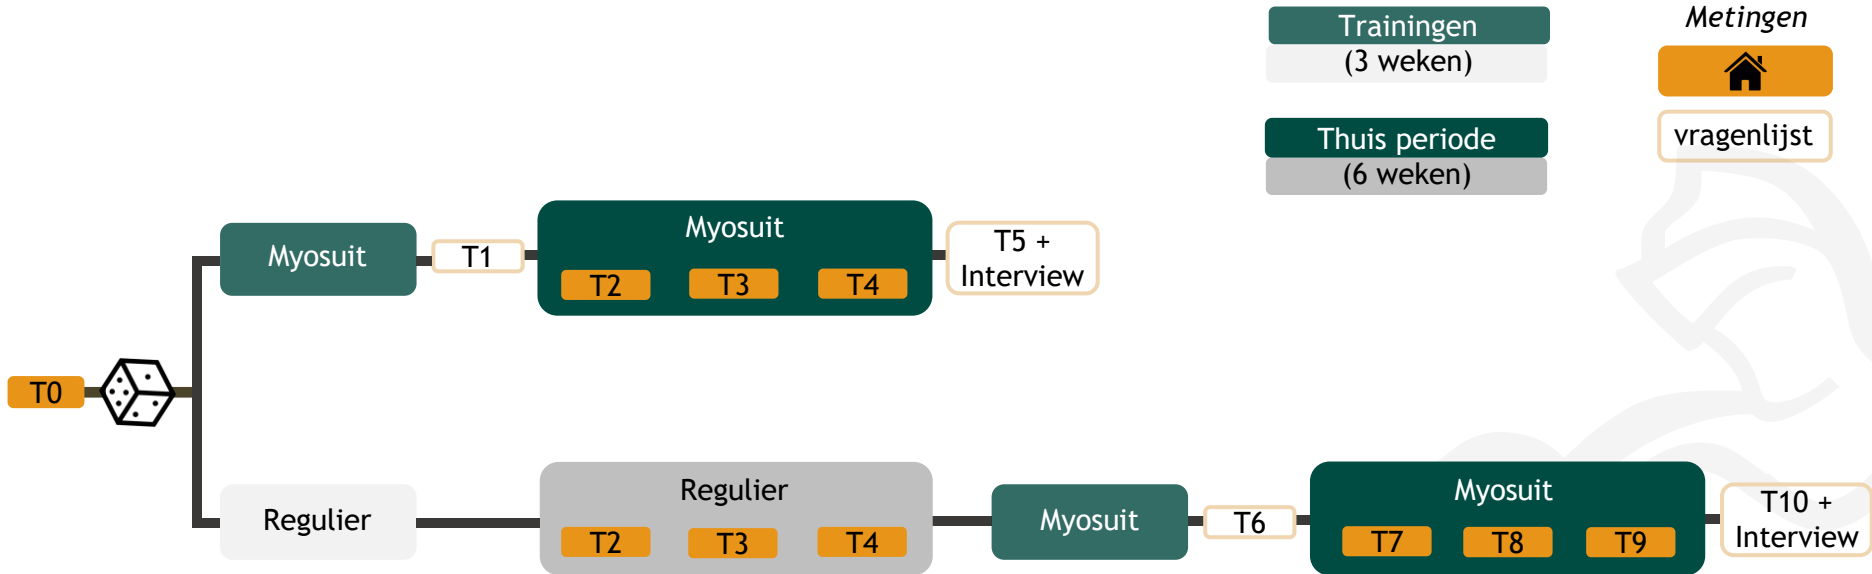 Trainingen
(3 weken)
Metingen
Thuis periode
(6 weken)
vragenlijst
Myosuit
T1
Myosuit
T2
T3
T4
T5 +
Interview
T0
Regulier
Regulier
T2
T3
T4
Myosuit
T6
Myosuit
T7
T8
T9
T10 +
Interview